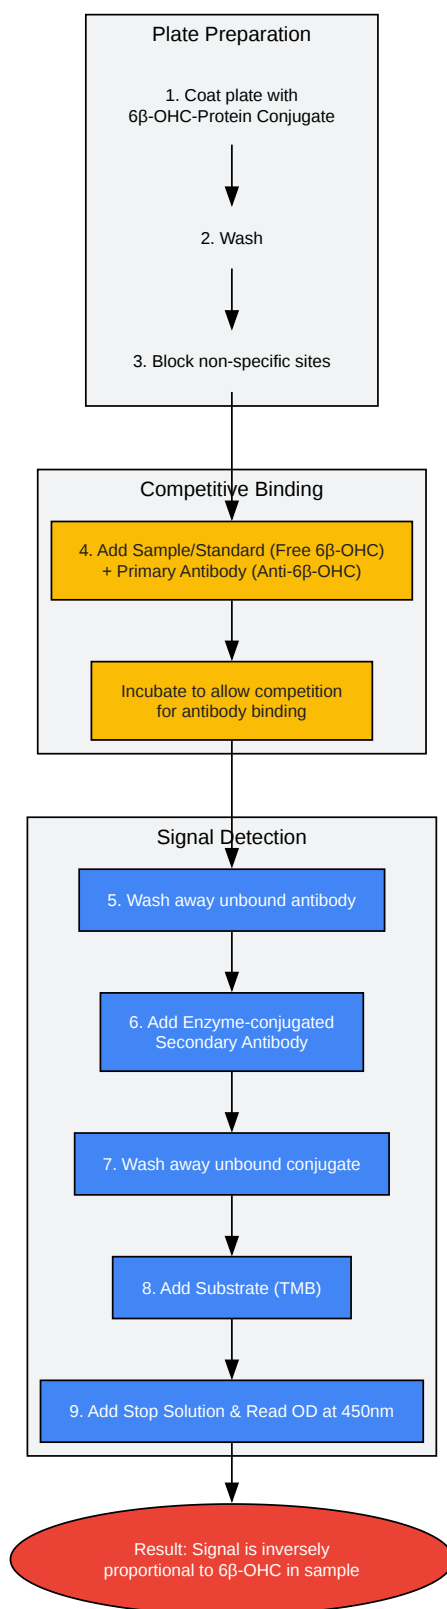 Plate Preparation
1. Coat plate with
6β-OHC-Protein Conjugate
2. Wash
3. Block non-specific sites
Competitive Binding
4. Add Sample/Standard (Free 6β-OHC)
+ Primary Antibody (Anti-6β-OHC)
Incubate to allow competition
for antibody binding
Signal Detection
5. Wash away unbound antibody
6. Add Enzyme-conjugated
Secondary Antibody
7. Wash away unbound conjugate
8. Add Substrate (TMB)
9. Add Stop Solution & Read OD at 450nm
Result: Signal is inversely
proportional to 6β-OHC in sample